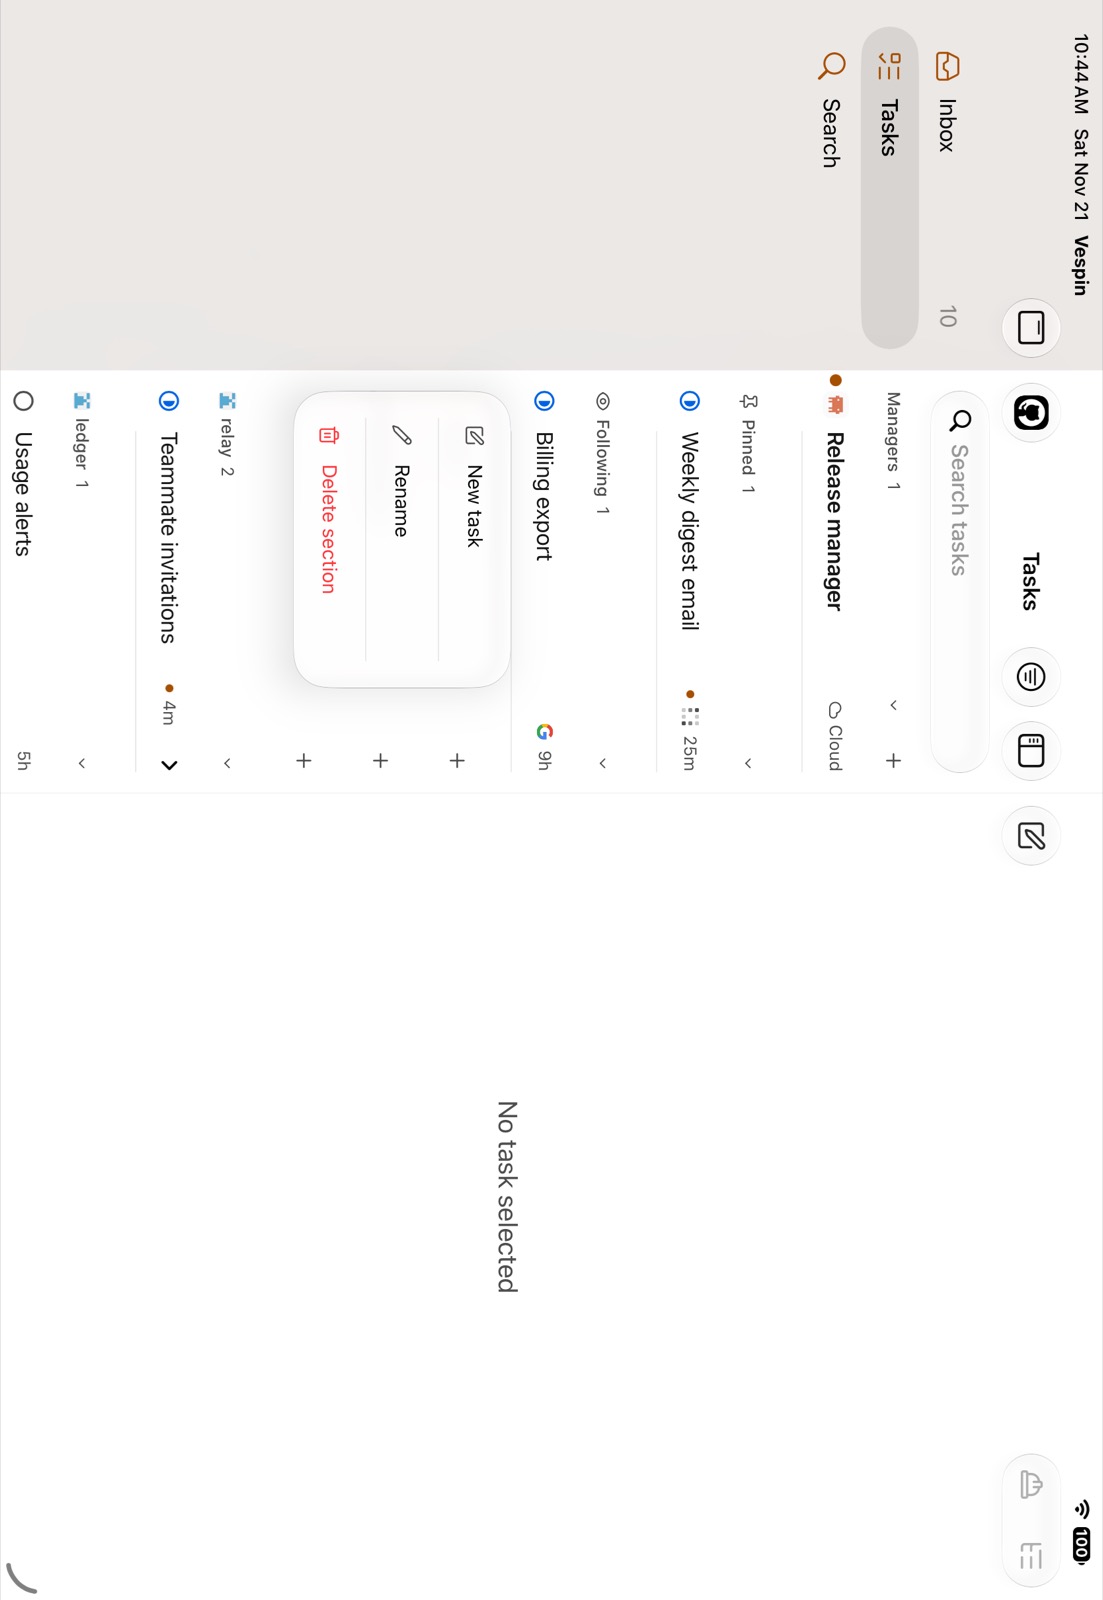 10:44 AM Sat Nov 21 Vespin
100
Tasks
Inbox 10
Tasks
Search
Search tasks
Managers 1
Release manager Cloud
Pinned 1
Weekly digest email 25m
Following 1
Billing export 9h
New task
Rename
Delete section
relay 2
Teammate invitations 4m
ledger 1
Usage alerts 5h
No task selected